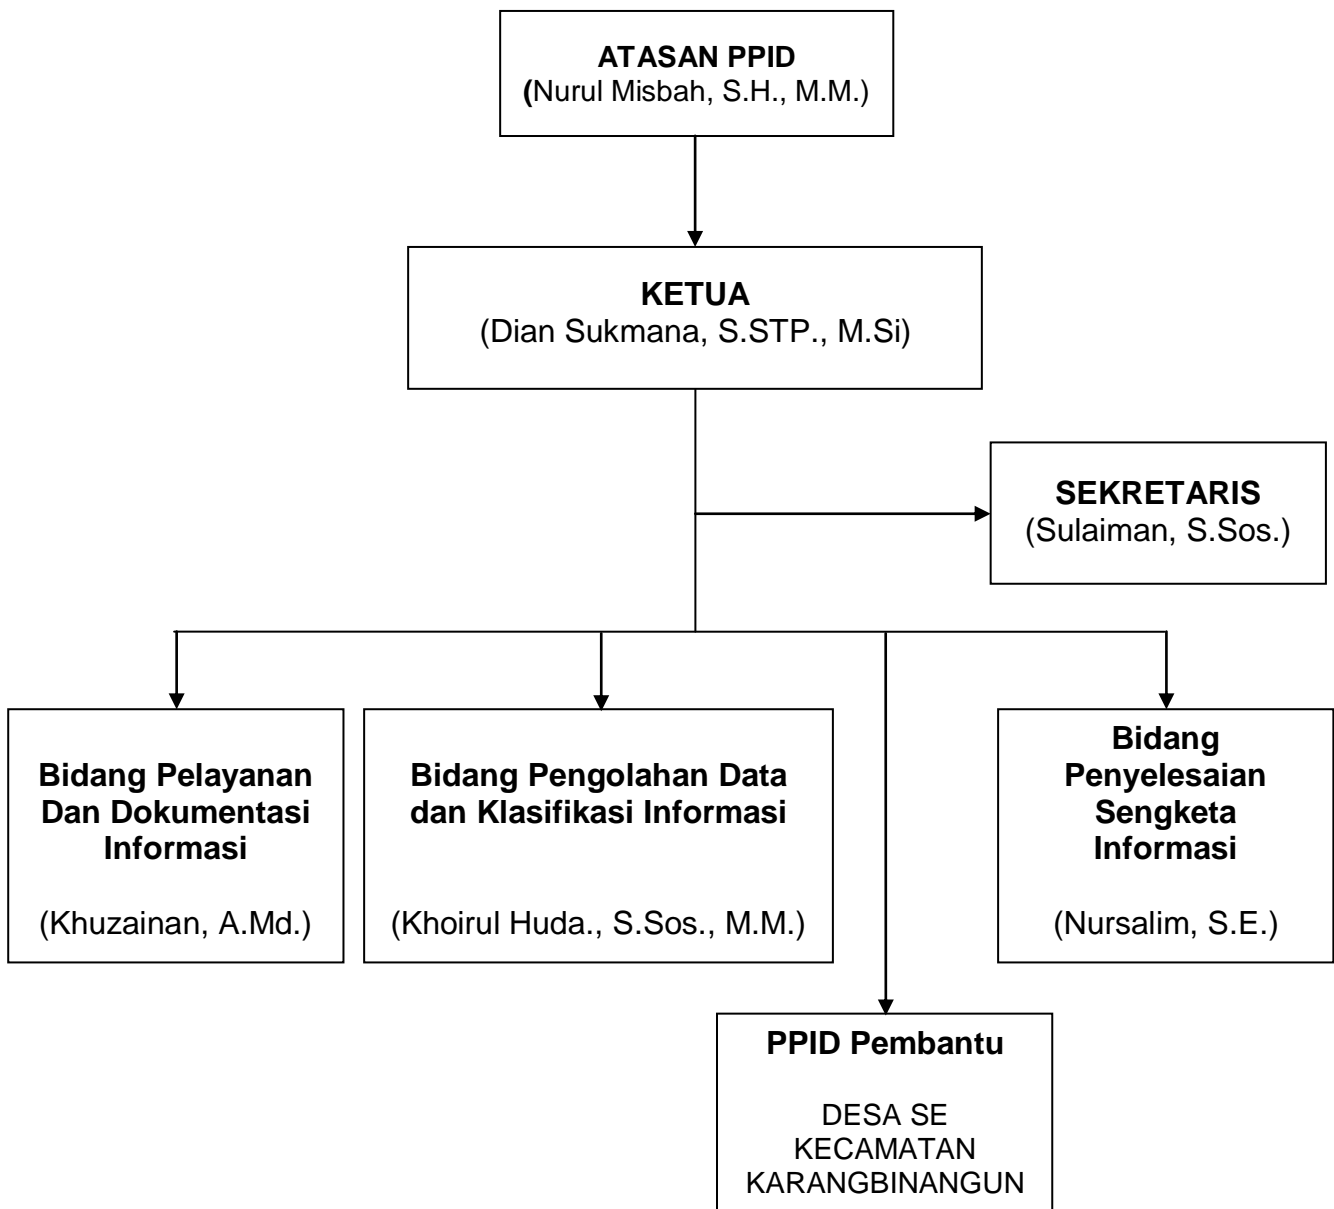 ATASAN PPID
(Nurul Misbah, S.H., M.M.)
KETUA
(Dian Sukmana, S.STP., M.Si)
SEKRETARIS
(Sulaiman, S.Sos.)
Bidang Pelayanan
Dan Dokumentasi
Informasi
(Khuzainan, A.Md.)
Bidang Pengolahan Data
dan Klasifikasi Informasi
(Khoirul Huda., S.Sos., M.M.)
Bidang
Penyelesaian
Sengketa
Informasi
(Nursalim, S.E.)
PPID Pembantu
DESA SE
KECAMATAN
KARANGBINANGUN